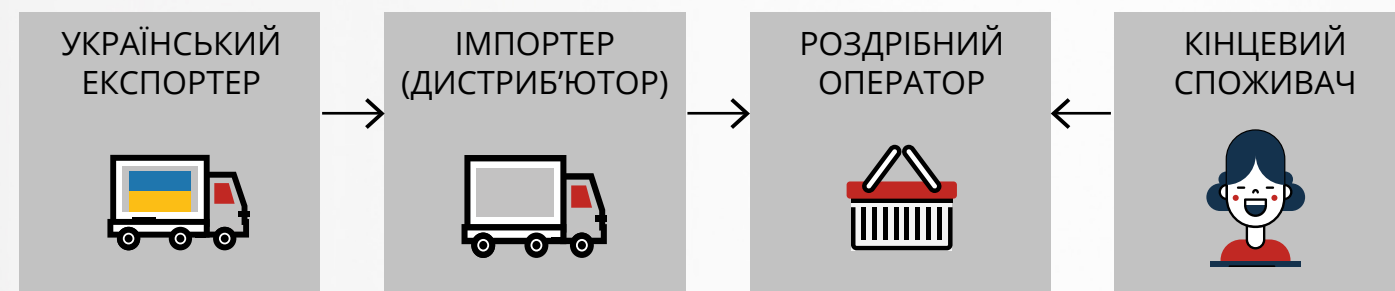 УКРАЇНСЬКИЙ
ЕКСПОРТЕР
ІМПОРТЕР
(ДИСТРИБ’ЮТОР)
РОЗДРІБНИЙ
ОПЕРАТОР
КІНЦЕВИЙ
СПОЖИВАЧ